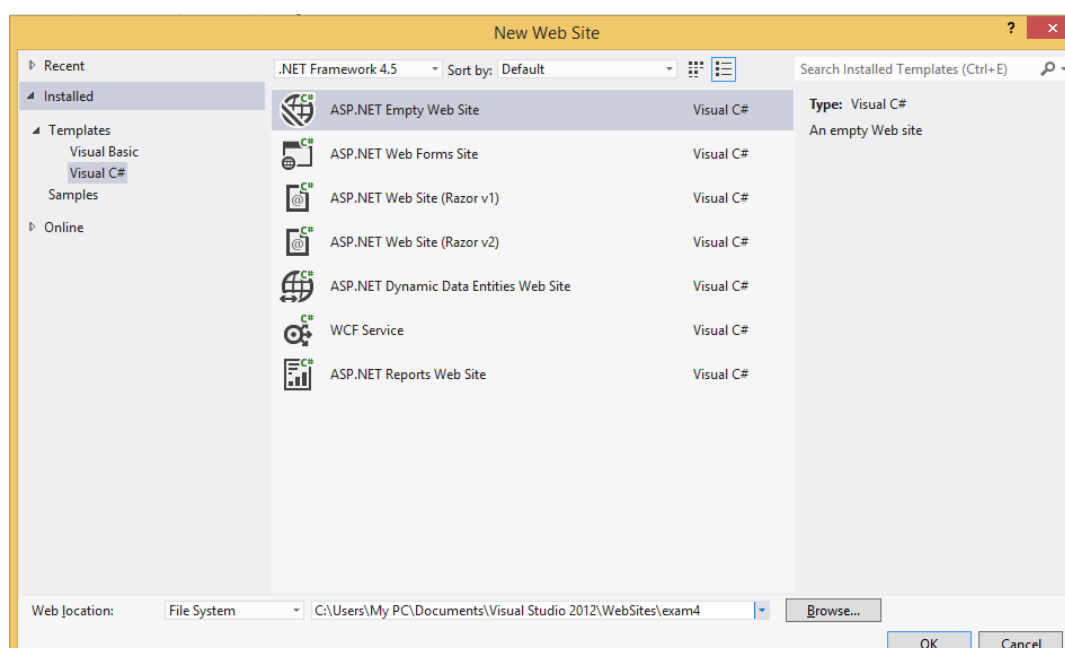 New Web Site
?
×
Recent
Installed
Templates
Visual Basic
Visual C#
Samples
Online
.NET Framework 4.5
Sort by: Default
Search Installed Templates (Ctrl+E)
C# ASP.NET Empty Web Site Visual C#
C# ASP.NET Web Forms Site Visual C#
C# @ ASP.NET Web Site (Razor v1) Visual C#
C# @ ASP.NET Web Site (Razor v2) Visual C#
C# ASP.NET Dynamic Data Entities Web Site Visual C#
C# WCF Service Visual C#
C# ASP.NET Reports Web Site Visual C#
Type: Visual C#
An empty Web site
Web location: File System C:\Users\My PC\Documents\Visual Studio 2012\WebSites\exam4 Browse...
OK Cancel